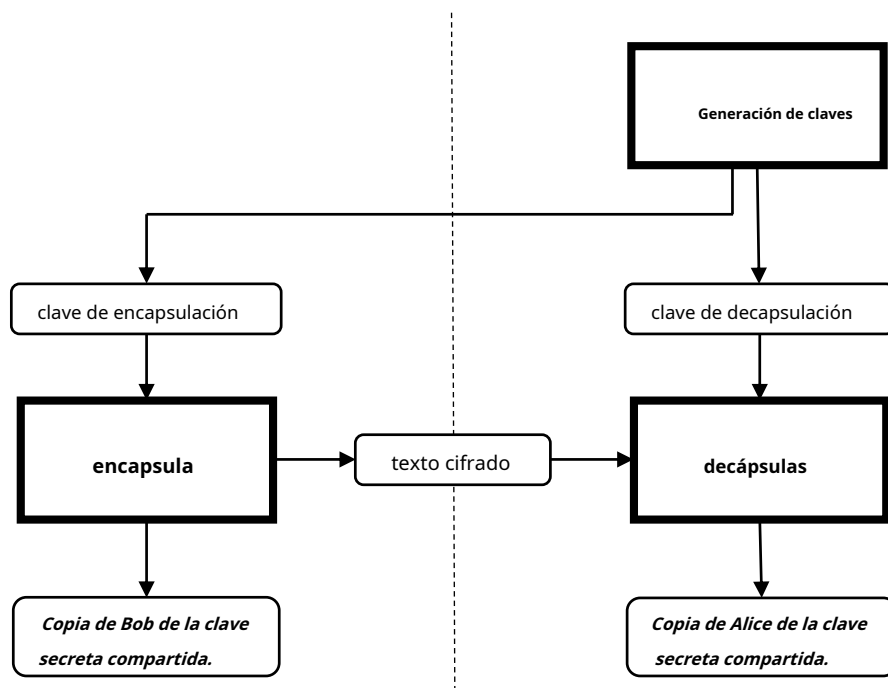 Generación de claves
clave de encapsulación
clave de decapsulación
encapsula
texto cifrado
decápsulas
Copia de Bob de la clave
secreta compartida.
Copia de Alice de la clave
secreta compartida.